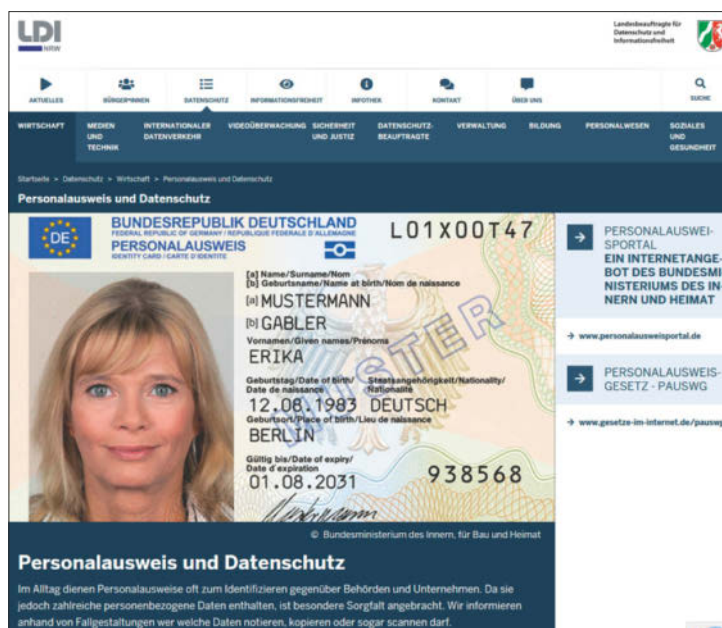 LDI
NRW
Landesbeauftragte für
Datenschutz und
Informationsfreiheit
AKTUELLES BÜRGER*INNEN DATENSCHUTZ INFORMATIONSFREIHEIT INFOTHEK KONTAKT ÜBER UNS SUCHE
WIRTSCHAFT MEDIEN UND TECHNIK INTERNATIONALER DATENVERKEHR VIDEOÜBERWACHUNG SICHERHEIT UND JUSTIZ DATENSCHUTZ-BEAUFTRAGTE VERWALTUNG BILDUNG PERSONALWESEN SOZIALES UND GESUNDHEIT
Startseite > Datenschutz > Wirtschaft > Personalausweis und Datenschutz
Personalausweis und Datenschutz
DE
BUNDESREPUBLIK DEUTSCHLAND
FEDERAL REPUBLIC OF GERMANY / REPUBLIQUE FEDERALE D'ALLEMAGNE
PERSONALAUSWEIS
IDENTITY CARD / CARTE D'IDENTITE
L01X00T47
[a] Name/Surname/Nom
[b] Geburtsname/Name at birth/Nom de naissance
[a] MUSTERMANN
[b] GABLER
Vornamen/Given names/Prénoms
ERIKA
Geburtstag/Date of birth/ Staatsangehörigkeit/Nationality/
Date de naissance Nationalité
12.08.1983 DEUTSCH
Geburtsort/Place of birth/Lieu de naissance
BERLIN
Gültig bis/Date of expiry/
Date d'expiration
01.08.2031 938568
MUSTER
Mustermann
© Bundesministerium des Innern, für Bau und Heimat
Personalausweis und Datenschutz
Im Alltag dienen Personalausweise oft zum Identifizieren gegenüber Behörden und Unternehmen. Da sie
jedoch zahlreiche personenbezogene Daten enthalten, ist besondere Sorgfalt angebracht. Wir informieren
anhand von Fallgestaltungen wer welche Daten notieren, kopieren oder sogar scannen darf.
PERSONALAUSWEI-
SPORTAL
EIN INTERNETANGE-
BOT DES BUNDESMI-
NISTERIUMS DES IN-
NERN UND HEIMAT
www.personalausweisportal.de
PERSONALAUSWEIS-
GESETZ - PAUSWG
www.gesetze-im-internet.de/pauswg